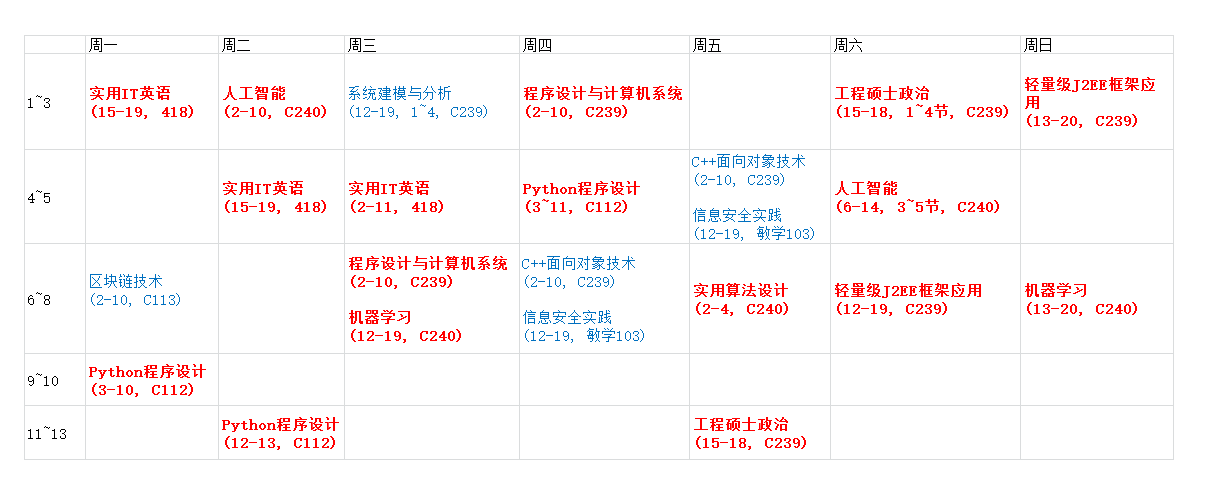 周一 周二 周三 周四 周五 周六 周日
1~3
实用IT英语
(15-19, 418)
人工智能
(2-10, C240)
系统建模与分析
(12-19, 1~4, C239)
程序设计与计算机系统
(2-10, C239)
工程硕士政治
(15-18, 1~4节, C239)
轻量级J2EE框架应
用
(13-20, C239)
4~5
实用IT英语
(15-19, 418)
实用IT英语
(2-11, 418)
Python程序设计
(3~11, C112)
C++面向对象技术
(2-10, C239)
信息安全实践
(12-19, 敏学103)
人工智能
(6-14, 3~5节, C240)
6~8
区块链技术
(2-10, C113)
程序设计与计算机系统
(2-10, C239)
机器学习
(12-19, C240)
C++面向对象技术
(2-10, C239)
信息安全实践
(12-19, 敏学103)
实用算法设计
(2-4, C240)
轻量级J2EE框架应用
(12-19, C239)
机器学习
(13-20, C240)
9~10
Python程序设计
(3-10, C112)
11~13
Python程序设计
(12-13, C112)
工程硕士政治
(15-18, C239)